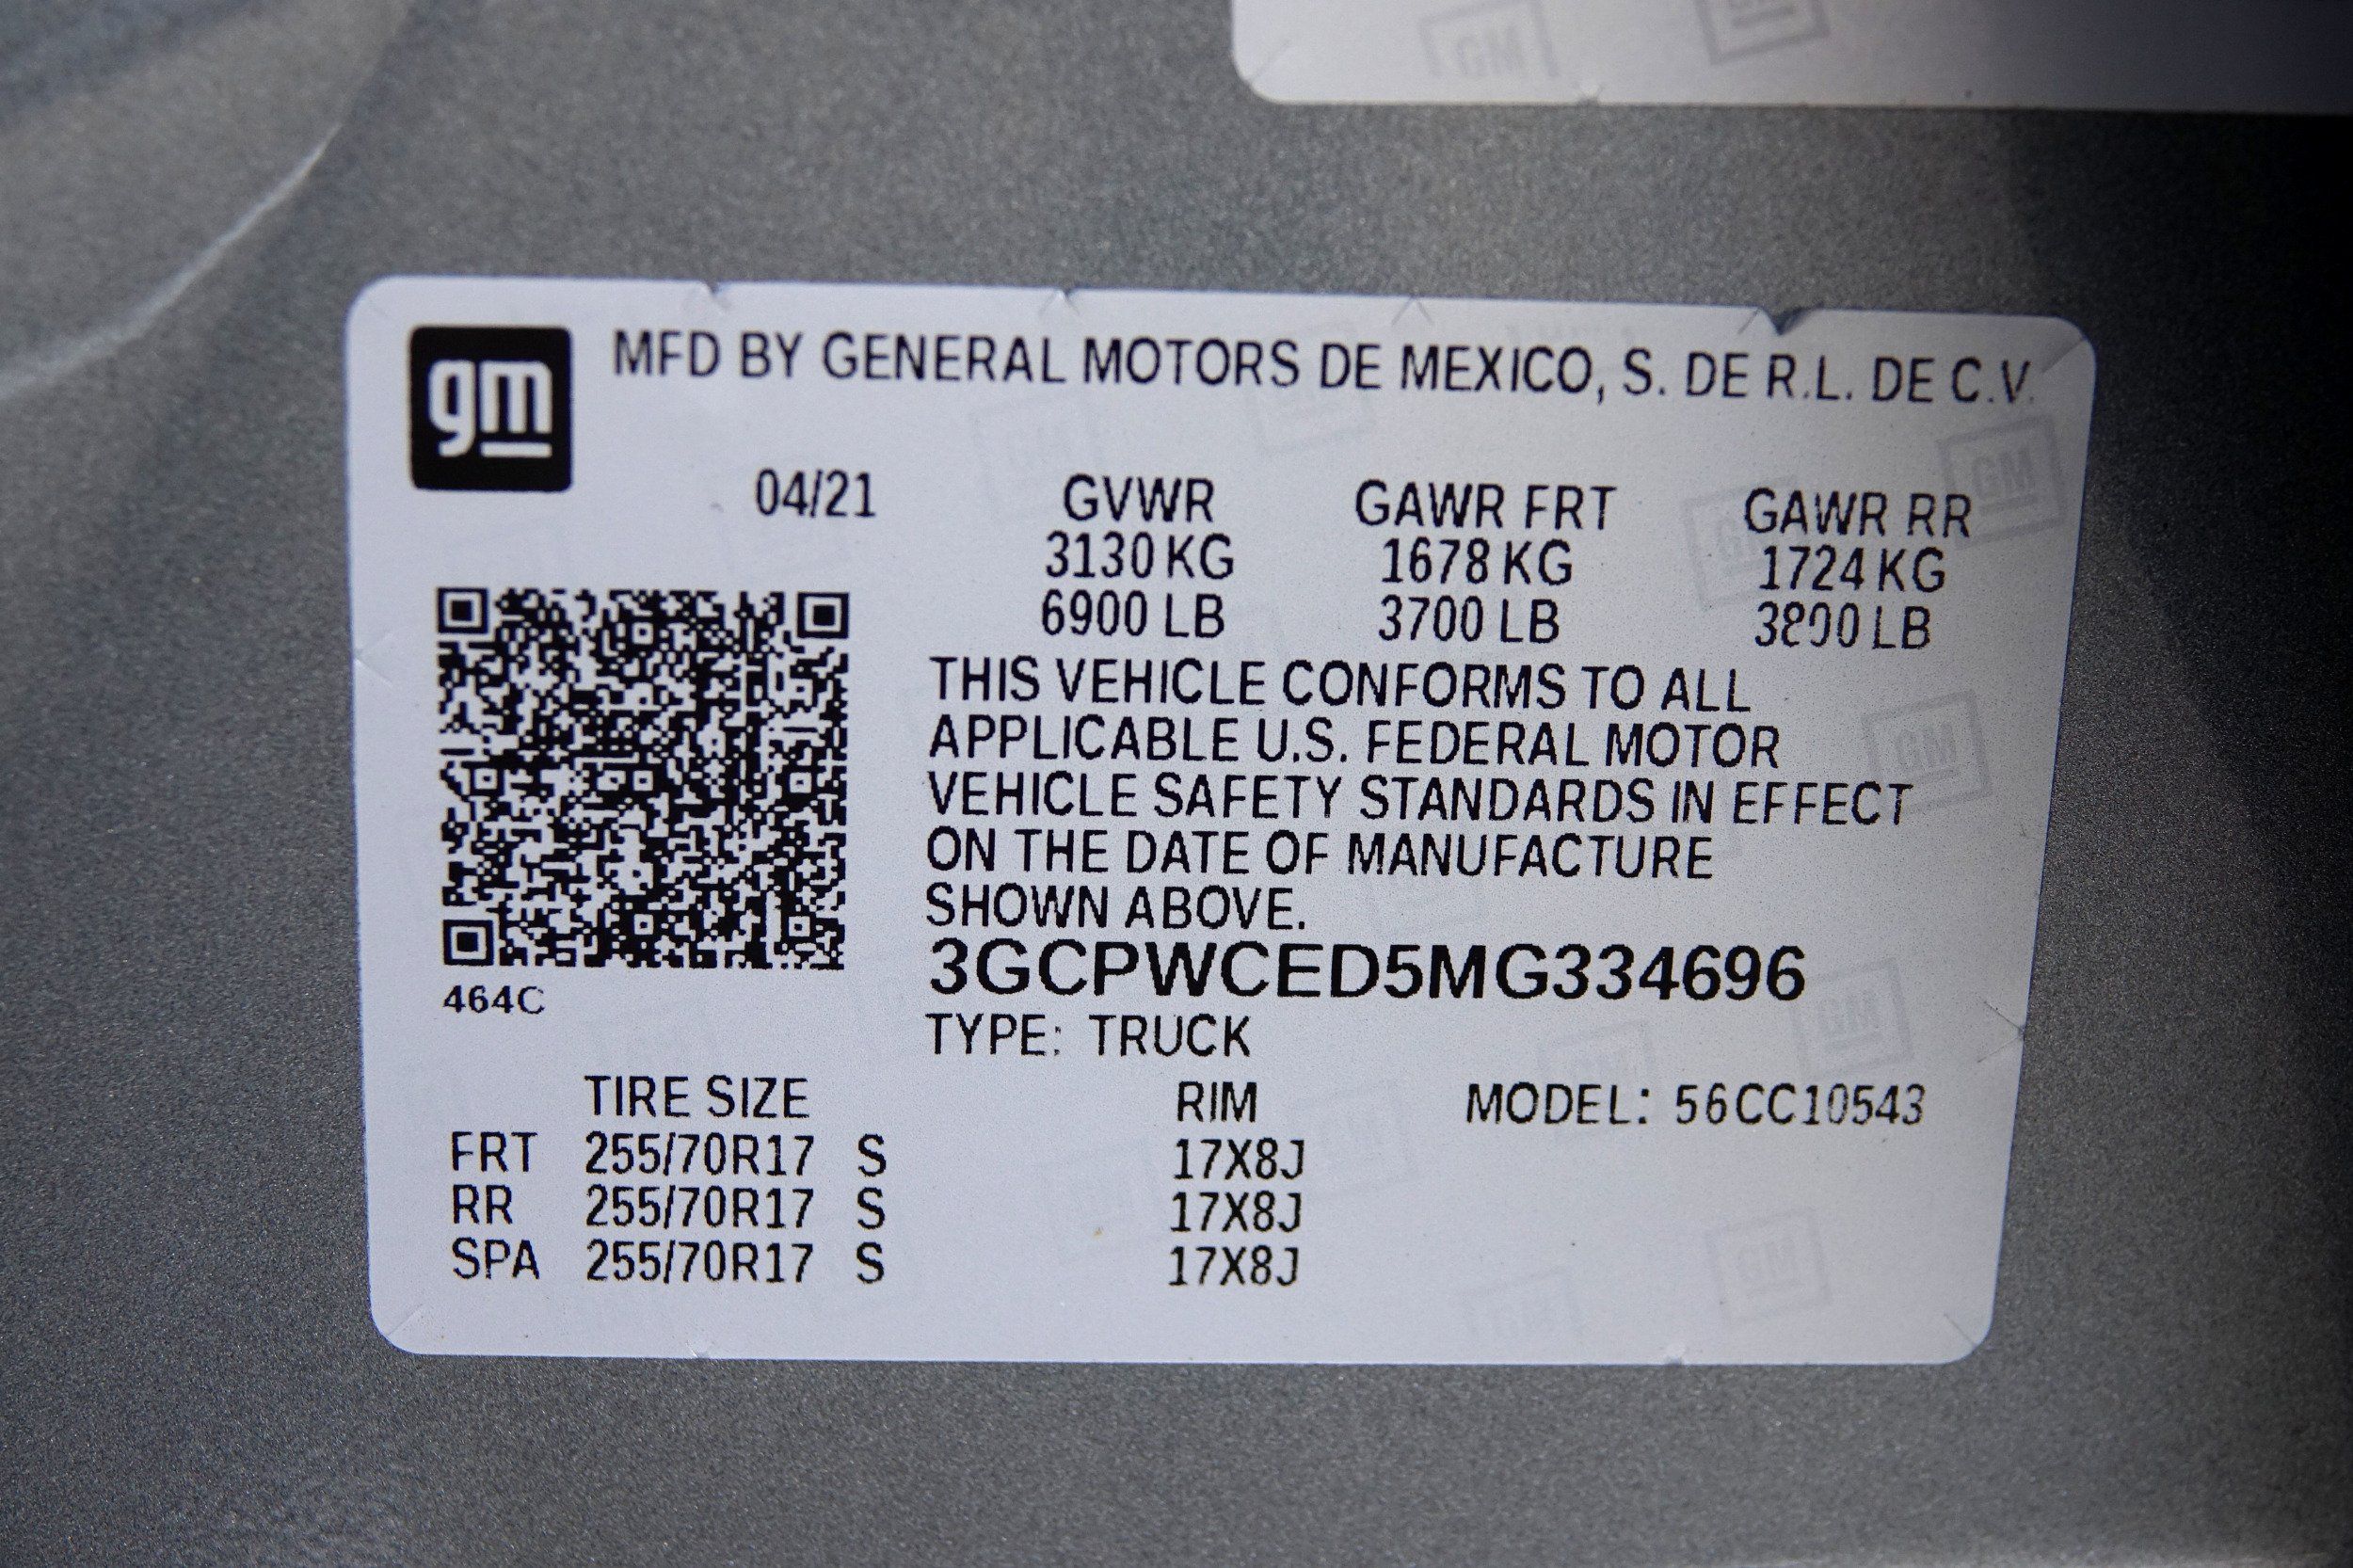 gm
MFD BY GENERAL MOTORS DE MEXICO, S. DE R.L. DE C.V.
04/21 GVWR GAWR FRT GAWR RR
3130 KG 1678 KG 1724 KG
6900 LB 3700 LB 3800 LB
THIS VEHICLE CONFORMS TO ALL
APPLICABLE U.S. FEDERAL MOTOR
VEHICLE SAFETY STANDARDS IN EFFECT
ON THE DATE OF MANUFACTURE
SHOWN ABOVE.
3GCPWCED5MG334696
464C
TYPE: TRUCK
TIRE SIZE RIM MODEL: 56CC10543
FRT 255/70R17 S 17X8J
RR 255/70R17 S 17X8J
SPA 255/70R17 S 17X8J